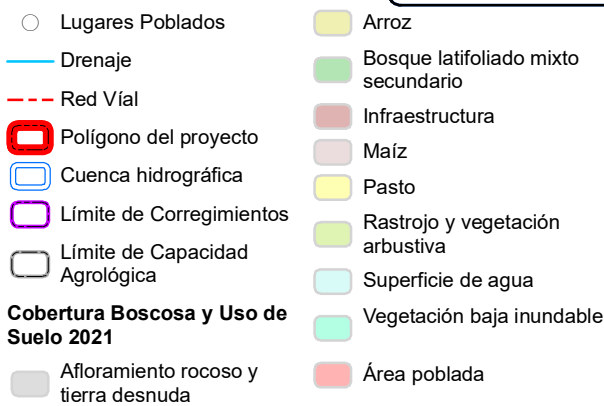 Lugares Poblados
Drenaje
Red Víal
Polígono del proyecto
Cuenca hidrográfica
Límite de Corregimientos
Límite de Capacidad
Agrológica
Cobertura Boscosa y Uso de
Suelo 2021
Afloramiento rocoso y
tierra desnuda
Arroz
Bosque latifoliado mixto
secundario
Infraestructura
Maíz
Pasto
Rastrojo y vegetación
arbustiva
Superficie de agua
Vegetación baja inundable
Área poblada